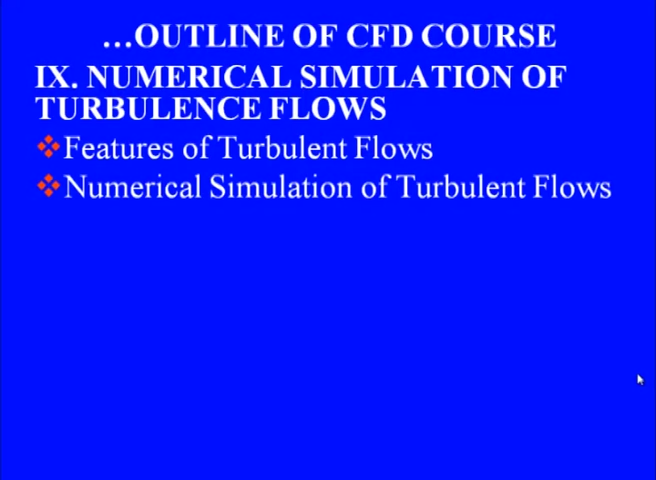 ...OUTLINE OF CFD COURSE
IX. NUMERICAL SIMULATION OF
TURBULENCE FLOWS
Features of Turbulent Flows
Numerical Simulation of Turbulent Flows